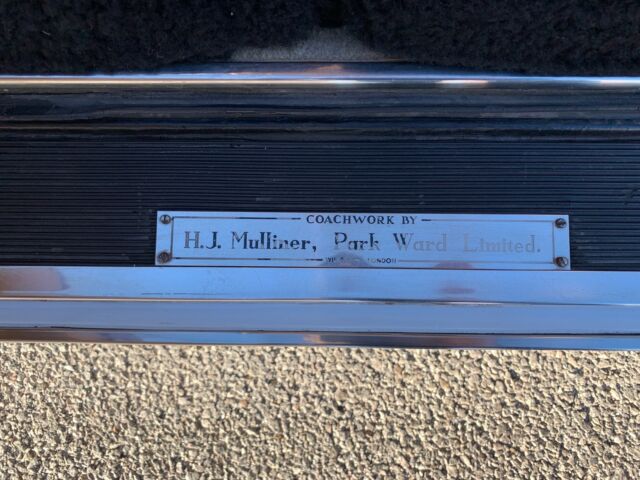 COACHWORK BY
H.J. Mulliner, Park Ward Limited.
LONDON